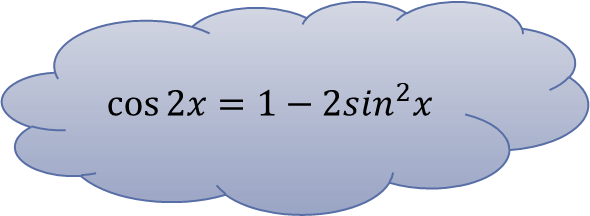 cos 2𝑥 = 1 − 2𝑠𝑖𝑛²𝑥